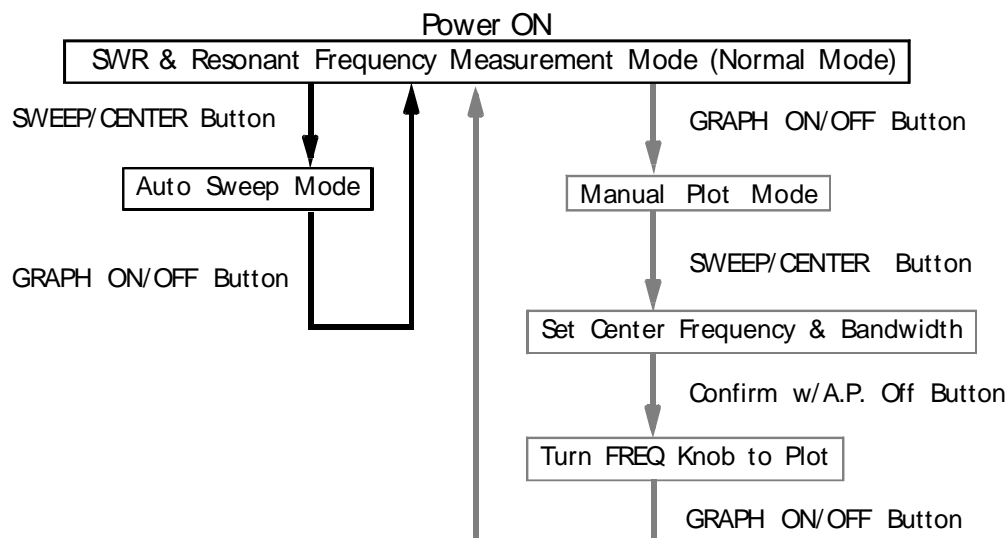 Power ON
SWR & Resonant Frequency Measurement Mode (Normal Mode)
SWEEP/CENTER Button
GRAPH ON/OFF Button
Auto Sweep Mode
Manual Plot Mode
GRAPH ON/OFF Button
SWEEP/CENTER Button
Set Center Frequency & Bandwidth
Confirm w/A.P. Off Button
Turn FREQ Knob to Plot
GRAPH ON/OFF Button